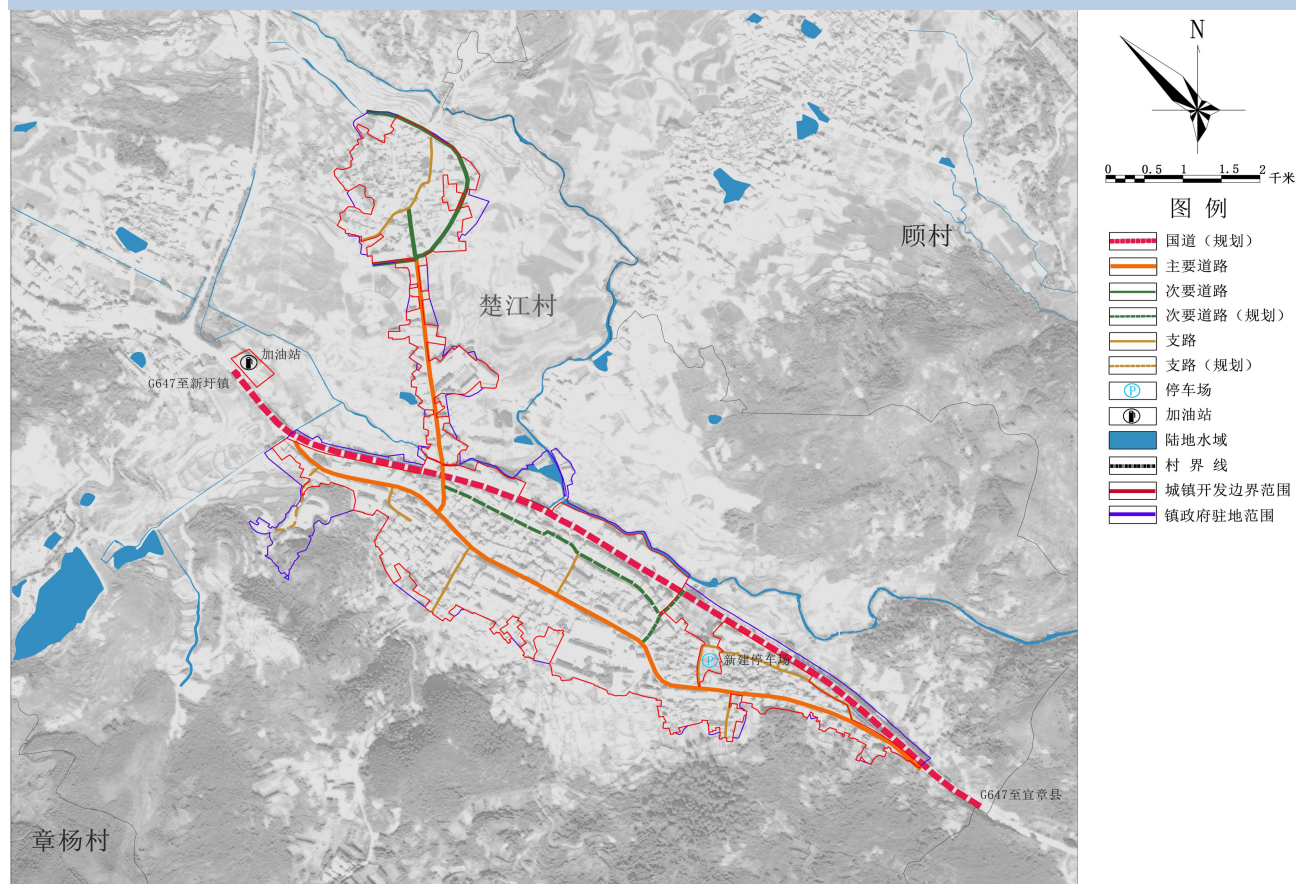 N
0 0.5 1 1.5 2 千米
图 例
国道（规划）
主要道路
次要道路
次要道路（规划）
支路
支路（规划）
P 停车场
加油站
陆地水域
村 界 线
城镇开发边界范围
镇政府驻地范围
顾村
楚江村
加油站
G647至新圩镇
P 新建停车场
G647至宜章县
章杨村